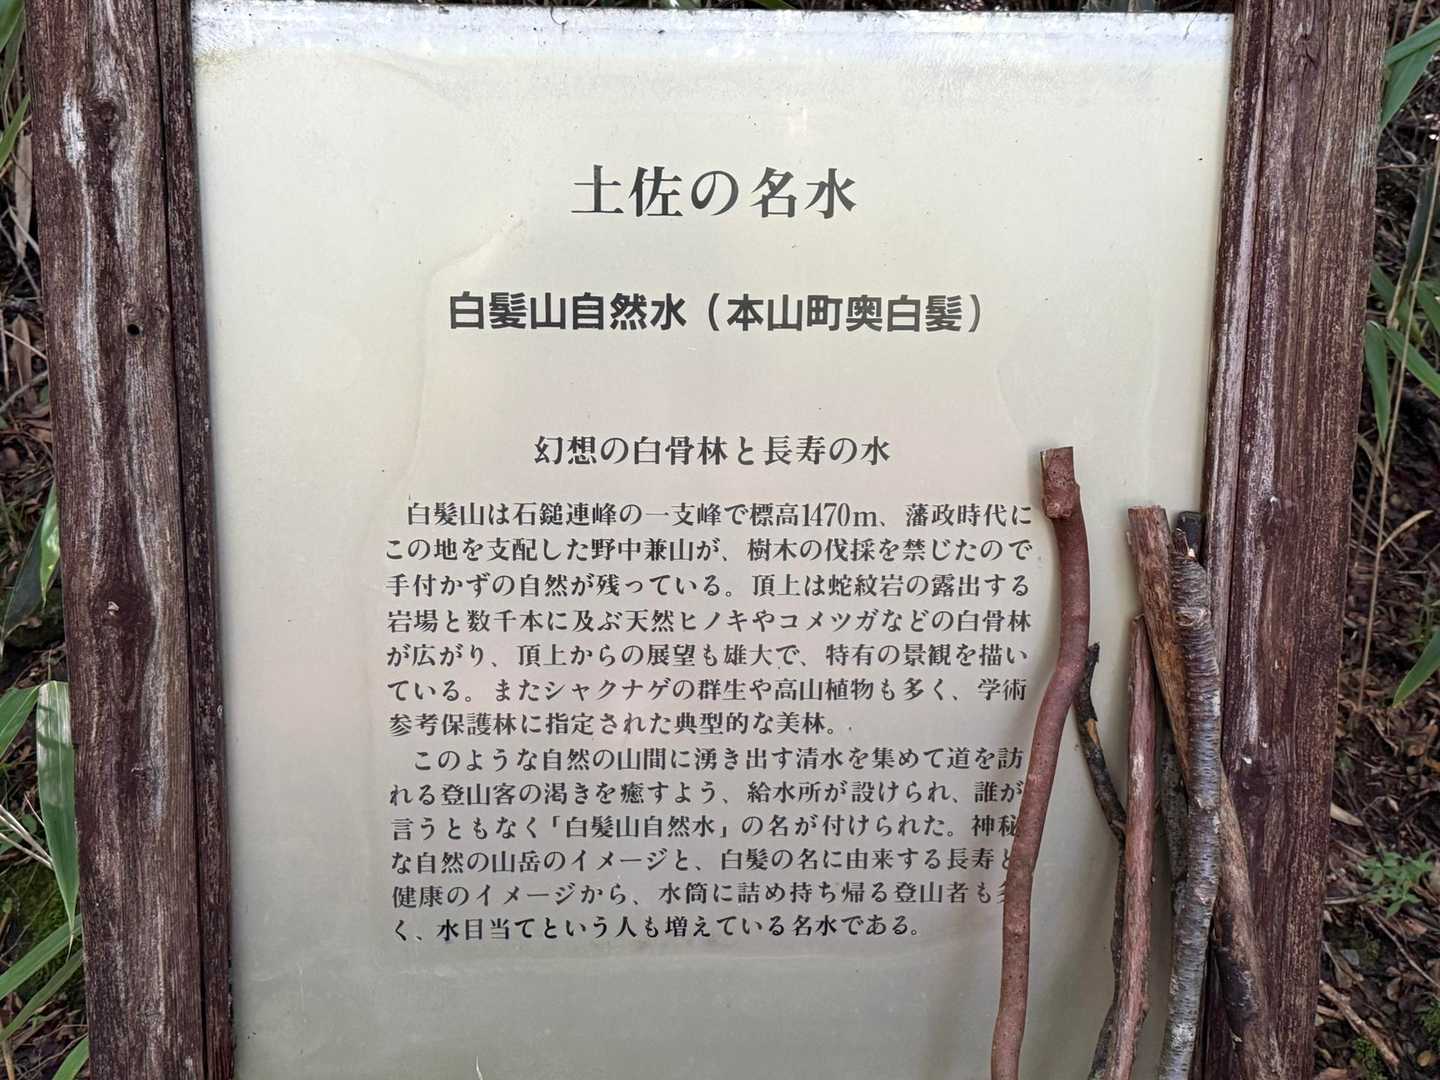 土佐の名水
白髪山自然水（本山町奥白髪）
幻想の白骨林と長寿の水
白髪山は石鎚連峰の一支峰で標高1470m、藩政時代に
この地を支配した野中兼山が、樹木の伐採を禁じたので
手付かずの自然が残っている。頂上は蛇紋岩の露出する
岩場と数千本に及ぶ天然ヒノキやコメツガなどの白骨林
が広がり、頂上からの展望も雄大で、特有の景観を描い
ている。またシャクナゲの群生や高山植物も多く、学術
参考保護林に指定された典型的な美林。
このような自然の山間に湧き出す清水を集めて道を訪
れる登山客の渇きを癒すよう、給水所が設けられ、誰が
言うともなく「白髪山自然水」の名が付けられた。神秘
な自然の山岳のイメージと、白髪の名に由来する長寿と
健康のイメージから、水筒に詰め持ち帰る登山者も多
く、水目当てという人も増えている名水である。